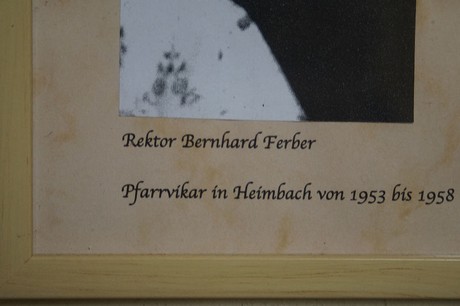 Rektor Bernhard Ferber
Pfarrvikar in Heimbach von 1953 bis 1958